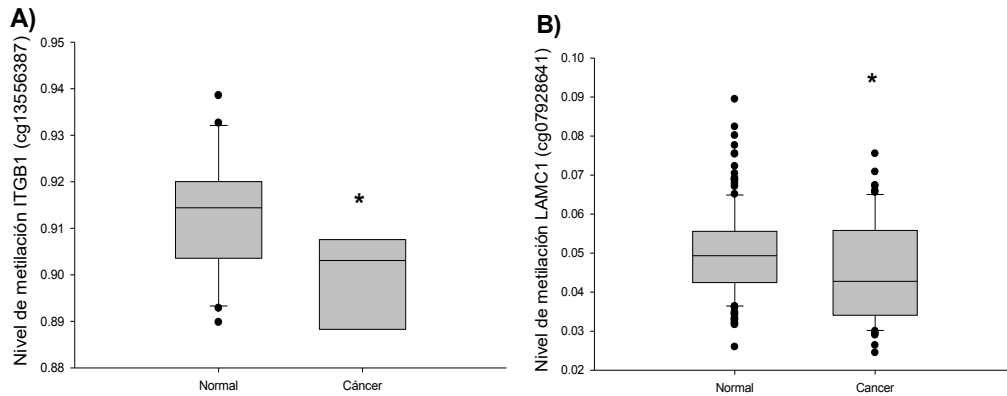 A)
Nivel de metilación ITGB1 (cg13556387)
0.95
0.94
0.93
0.92
0.91
0.90
0.89
0.88
Normal
Cáncer
*
B)
Nivel de metilación LAMC1 (cg07928641)
0.10
0.09
0.08
0.07
0.06
0.05
0.04
0.03
0.02
Normal
Cancer
*